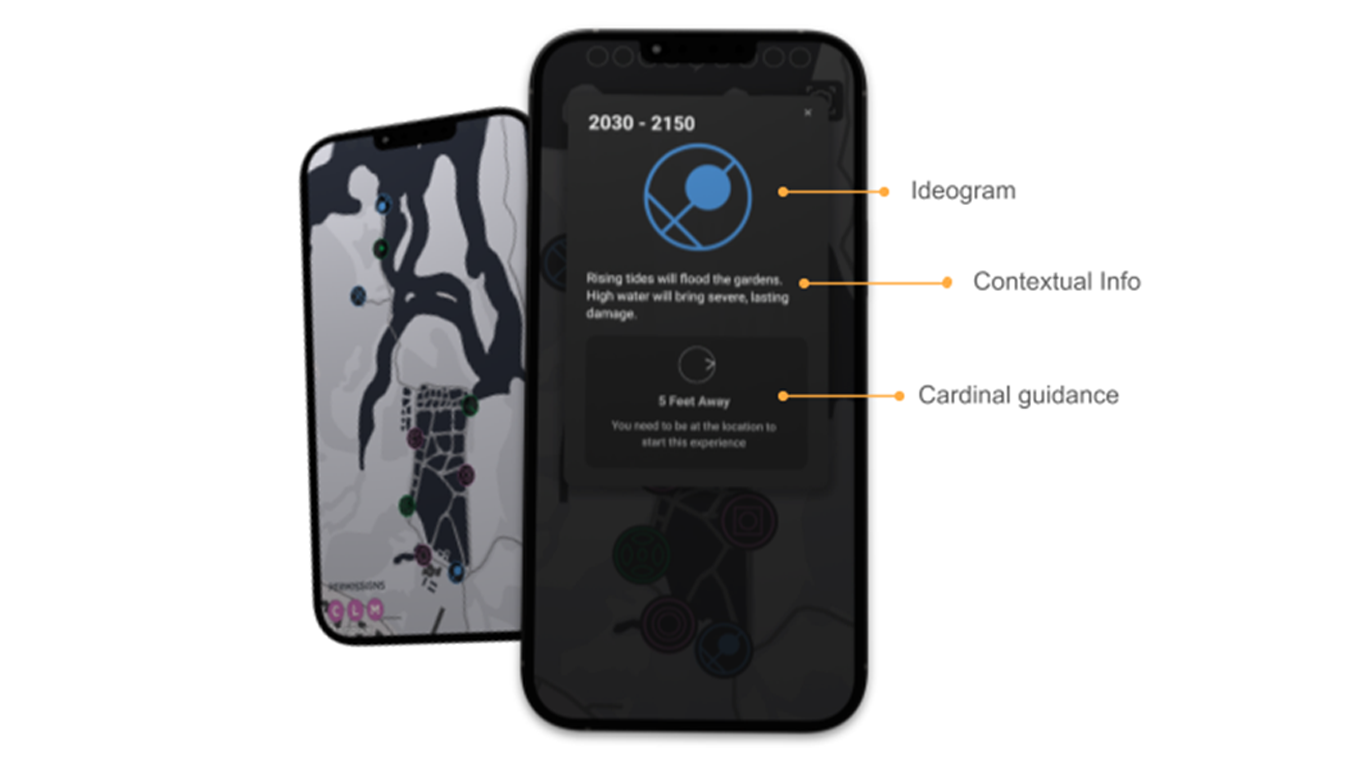 2030 - 2150
Ideogram
Rising tides will flood the gardens.
High water will bring severe, lasting
damage.
Contextual Info
5 Feet Away
Cardinal guidance
You need to be at the location to
start this experience
PERMISSIGNS
C L M